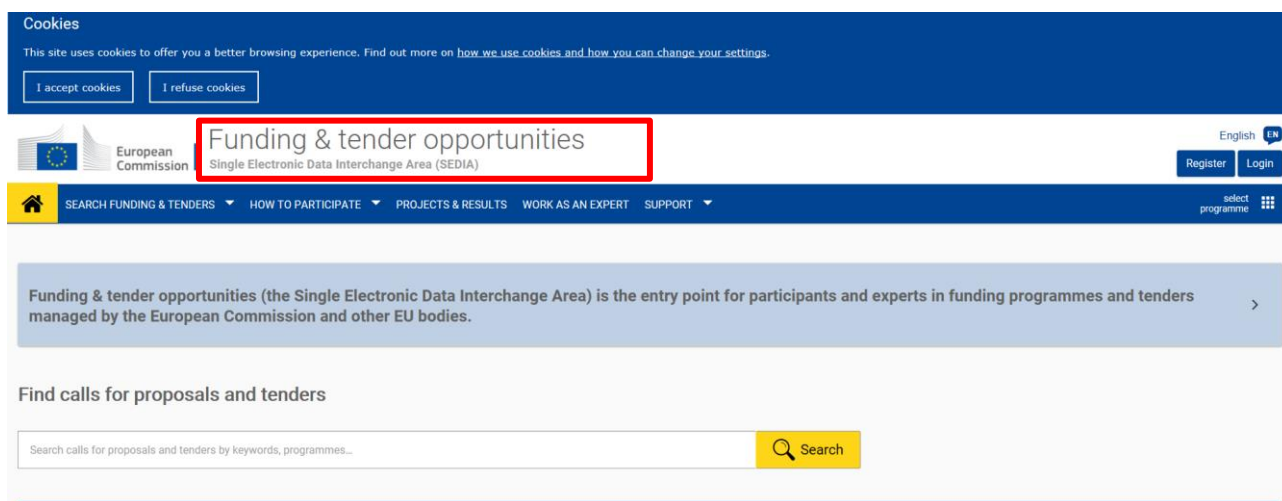 Cookies
This site uses cookies to offer you a better browsing experience. Find out more on how we use cookies and how you can change your settings.
I accept cookies
I refuse cookies
European
Commission
Funding & tender opportunities
Single Electronic Data Interchange Area (SEDIA)
English EN
Register
Login
SEARCH FUNDING & TENDERS
HOW TO PARTICIPATE
PROJECTS & RESULTS
WORK AS AN EXPERT
SUPPORT
select
programme
Funding & tender opportunities (the Single Electronic Data Interchange Area) is the entry point for participants and experts in funding programmes and tenders
managed by the European Commission and other EU bodies.
Find calls for proposals and tenders
Search calls for proposals and tenders by keywords, programmes...
Search